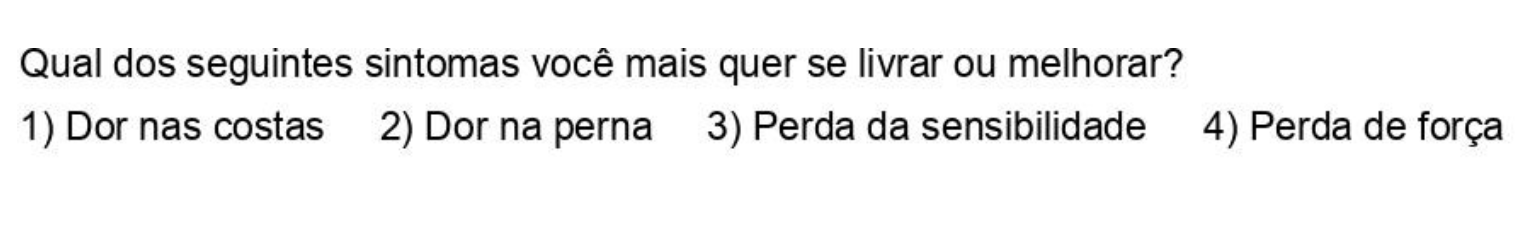 Qual dos seguintes sintomas você mais quer se livrar ou melhorar?
1) Dor nas costas 2) Dor na perna 3) Perda da sensibilidade 4) Perda de força